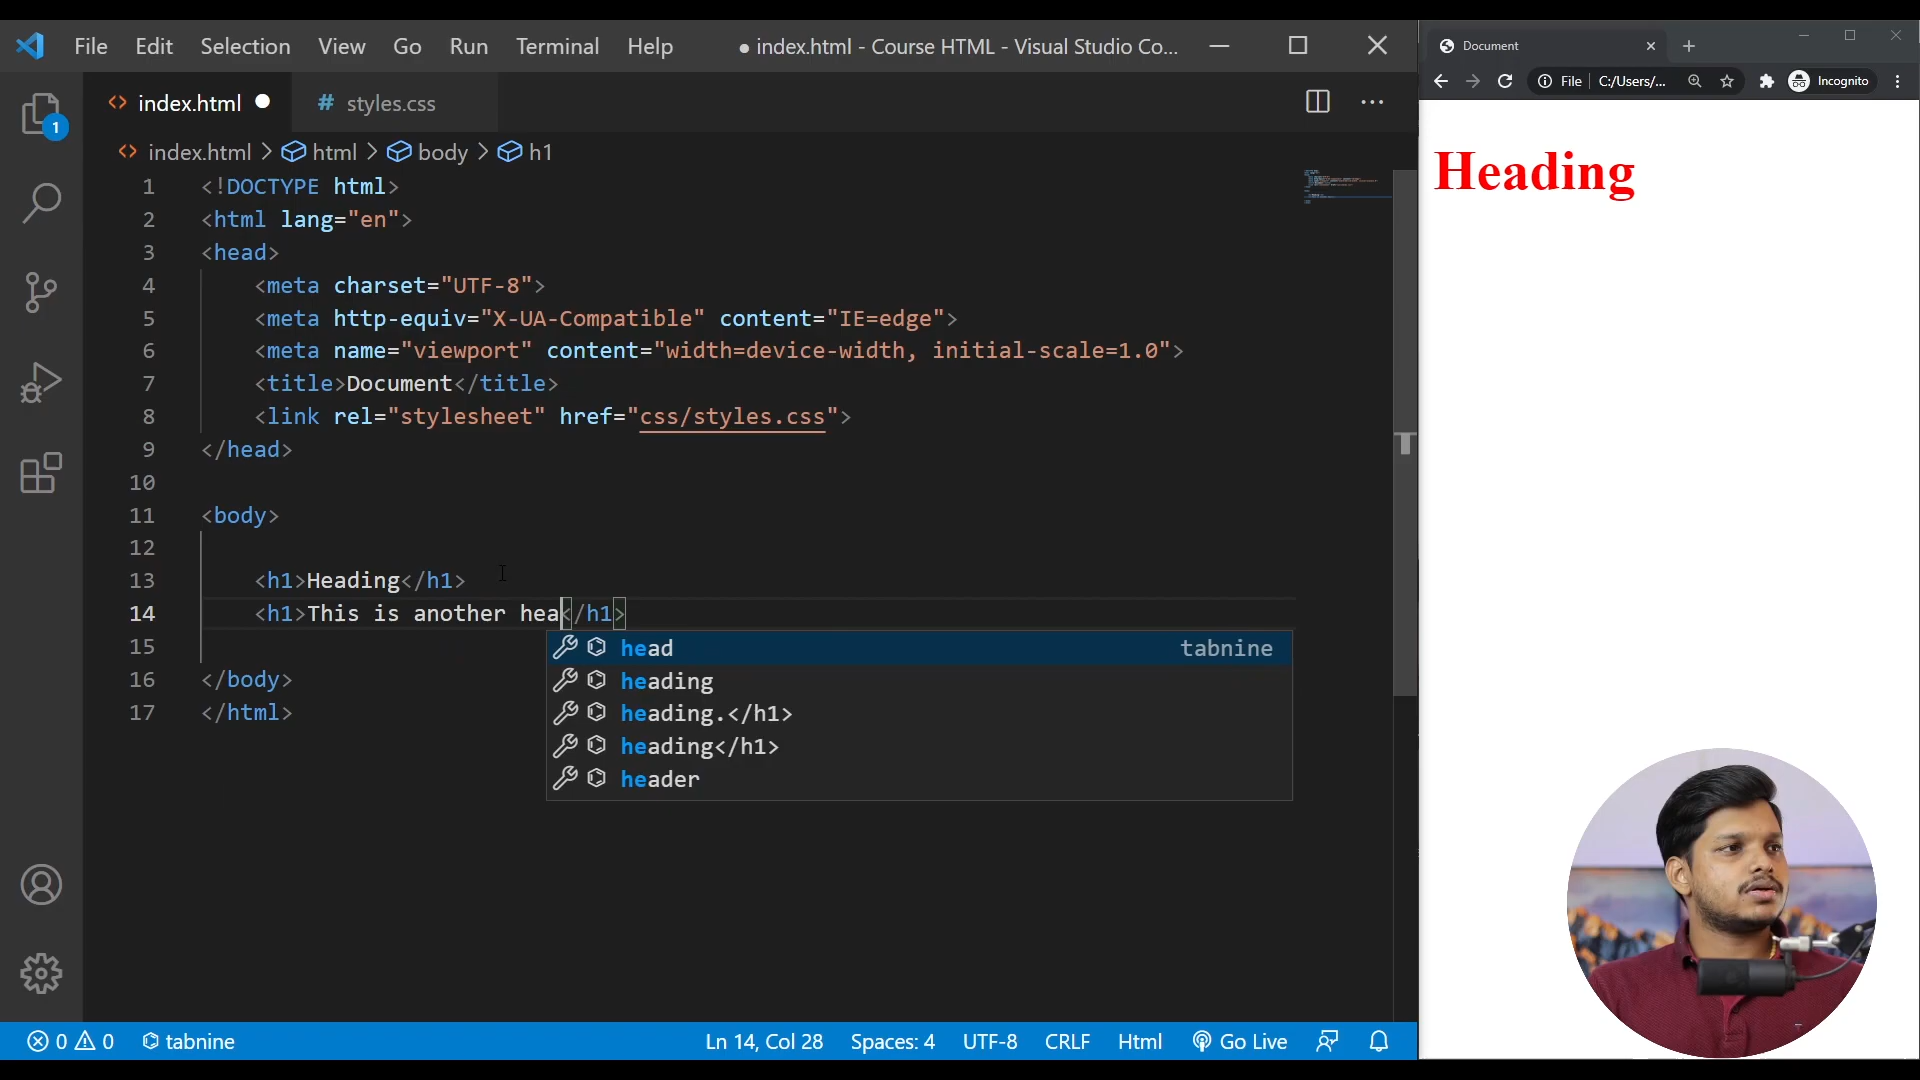 File Edit Selection View Go Run Terminal Help ● index.html - Course HTML - Visual Studio Co...
Document
File C:/Users/... Incognito
1
index.html ● # styles.css
index.html > html > body > h1
1 <!DOCTYPE html>
2 <html lang="en">
3 <head>
4 <meta charset="UTF-8">
5 <meta http-equiv="X-UA-Compatible" content="IE=edge">
6 <meta name="viewport" content="width=device-width, initial-scale=1.0">
7 <title>Document</title>
8 <link rel="stylesheet" href="css/styles.css">
9 </head>
10
11 <body>
12
13 <h1>Heading</h1>
14 <h1>This is another hea</h1>
15
16 </body>
17 </html>
head tabnine
heading
heading.</h1>
heading</h1>
header
0 0 tabnine Ln 14, Col 28 Spaces: 4 UTF-8 CRLF Html Go Live
Heading